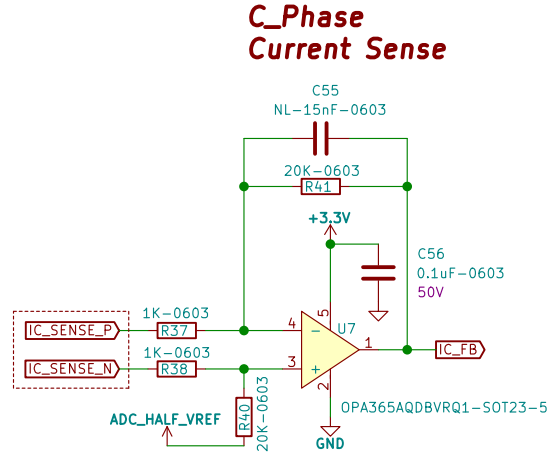 C_Phase
Current Sense
C55
NL-15nF-0603
20K-0603
R41
+3.3V
C56
0.1uF-0603
50V
1K-0603
IC_SENSE_P
R37
4
5
U7
1
IC_FB
1K-0603
IC_SENSE_N
R38
3
2
ADC_HALF_VREF
R40
20K-0603
OPA365AQDBVRQ1-SOT23-5
GND